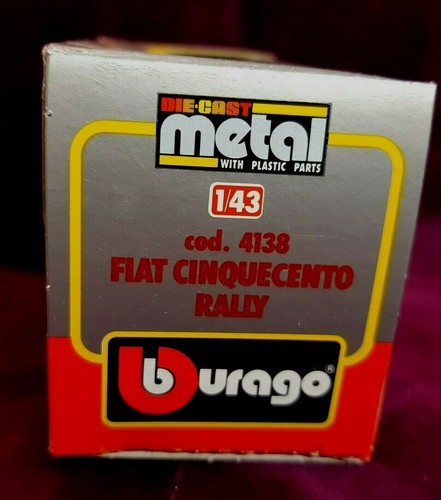 DIE-CAST
metal
WITH PLASTIC PARTS
1/43
cod. 4138
FIAT CINQUECENTO
RALLY
burago®